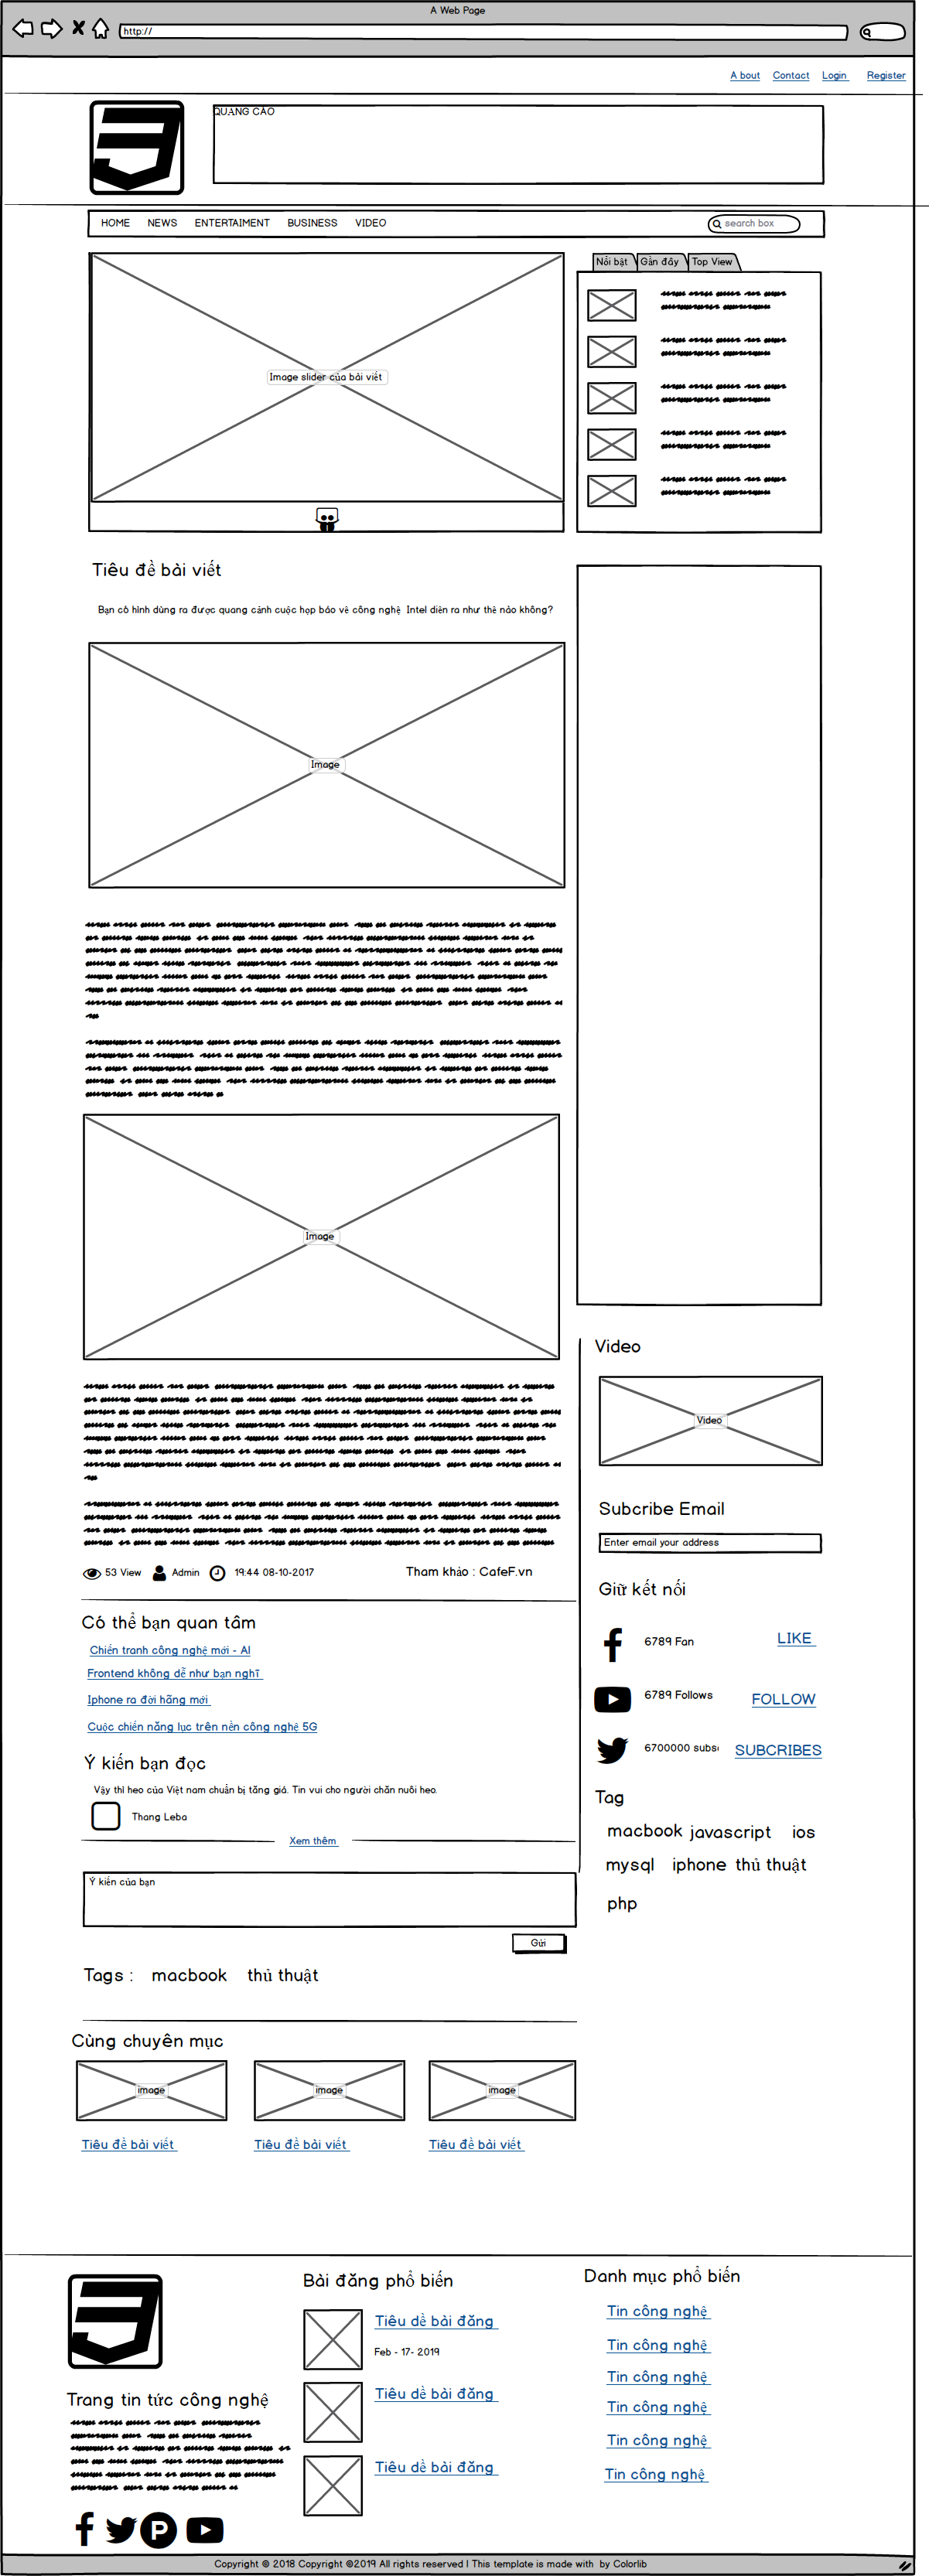 A Web Page
http://
A bout Contact Login Register
QUẢNG CÁO
HOME NEWS ENTERTAIMENT BUSINESS VIDEO search box
Nổi bật Gần đây Top View
Image slider của bài viết
Tiêu đề bài viết
Bạn có hình dùng ra được quang cảnh cuộc họp báo về công nghệ Intel diễn ra như thế nào không?
Image
Image
Video
Video
Subcribe Email
Enter email your address
53 View Admin 19:44 08-10-2017 Tham khảo : CafeF.vn
Giữ kết nối
6789 Fan LIKE
6789 Follows FOLLOW
6700000 subs SUBCRIBES
Có thể bạn quan tâm
Chiến tranh công nghệ mới - AI
Frontend không dễ như bạn nghĩ
Iphone ra đời hãng mới
Cuộc chiến năng lục trên nền công nghệ 5G
Ý kiến bạn đọc
Vậy thì heo của Việt nam chuẩn bị tăng giá. Tin vui cho người chăn nuôi heo.
Thang Leba
Xem thêm
Tag
macbook javascript ios
mysql iphone thủ thuật
php
Ý kiến của bạn
Gửi
Tags : macbook thủ thuật
Cùng chuyên mục
image image image
Tiêu đề bài viết Tiêu đề bài viết Tiêu đề bài viết
Bài đăng phổ biến
Tiêu dề bài đăng
Feb - 17- 2019
Tiêu dề bài đăng
Tiêu dề bài đăng
Danh mục phổ biến
Tin công nghệ
Tin công nghệ
Tin công nghệ
Tin công nghệ
Tin công nghệ
Tin công nghệ
Trang tin tức công nghệ
Copyright © 2018 Copyright ©2019 All rights reserved | This template is made with by Colorlib